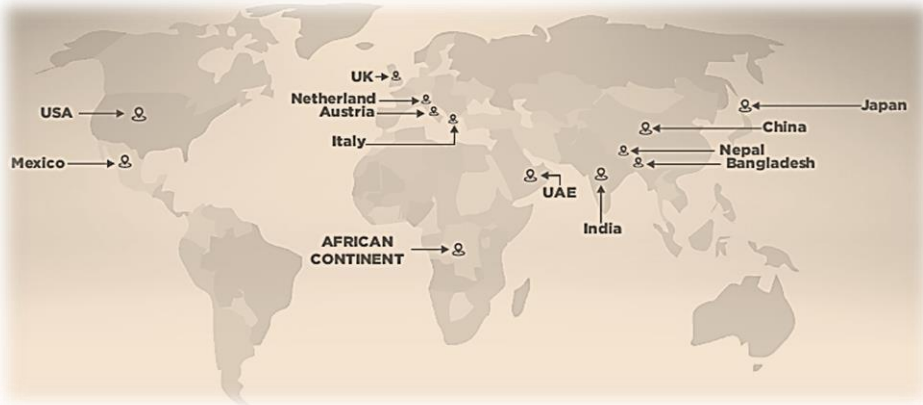 UK
Netherland
Austria
USA
Japan
China
Italy
Nepal
Mexico
Bangladesh
UAE
India
AFRICAN
CONTINENT